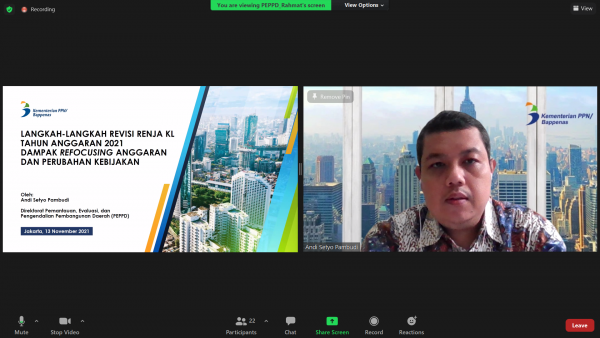 Recording
You are viewing PEPPD Rahmat's screen
View Options
View
Kementerian PPN/
Bappenas
LANGKAH-LANGKAH REVISI RENJA KL
TAHUN ANGGARAN 2021
DAMPAK REFOCUSING ANGGARAN
DAN PERUBAHAN KEBIJAKAN
Oleh:
Andi Setyo Pambudi
Direktorat Pemantauan, Evaluasi, dan
Pengendalian Pembangunan Daerah (PEPPD)
Jakarta, 13 November 2021
Remove Pin
Kementerian PPN/
Bappenas
Andi Setyo Pambudi
Mute
Stop Video
22
Participants
Chat
Share Screen
Record
Reactions
Leave